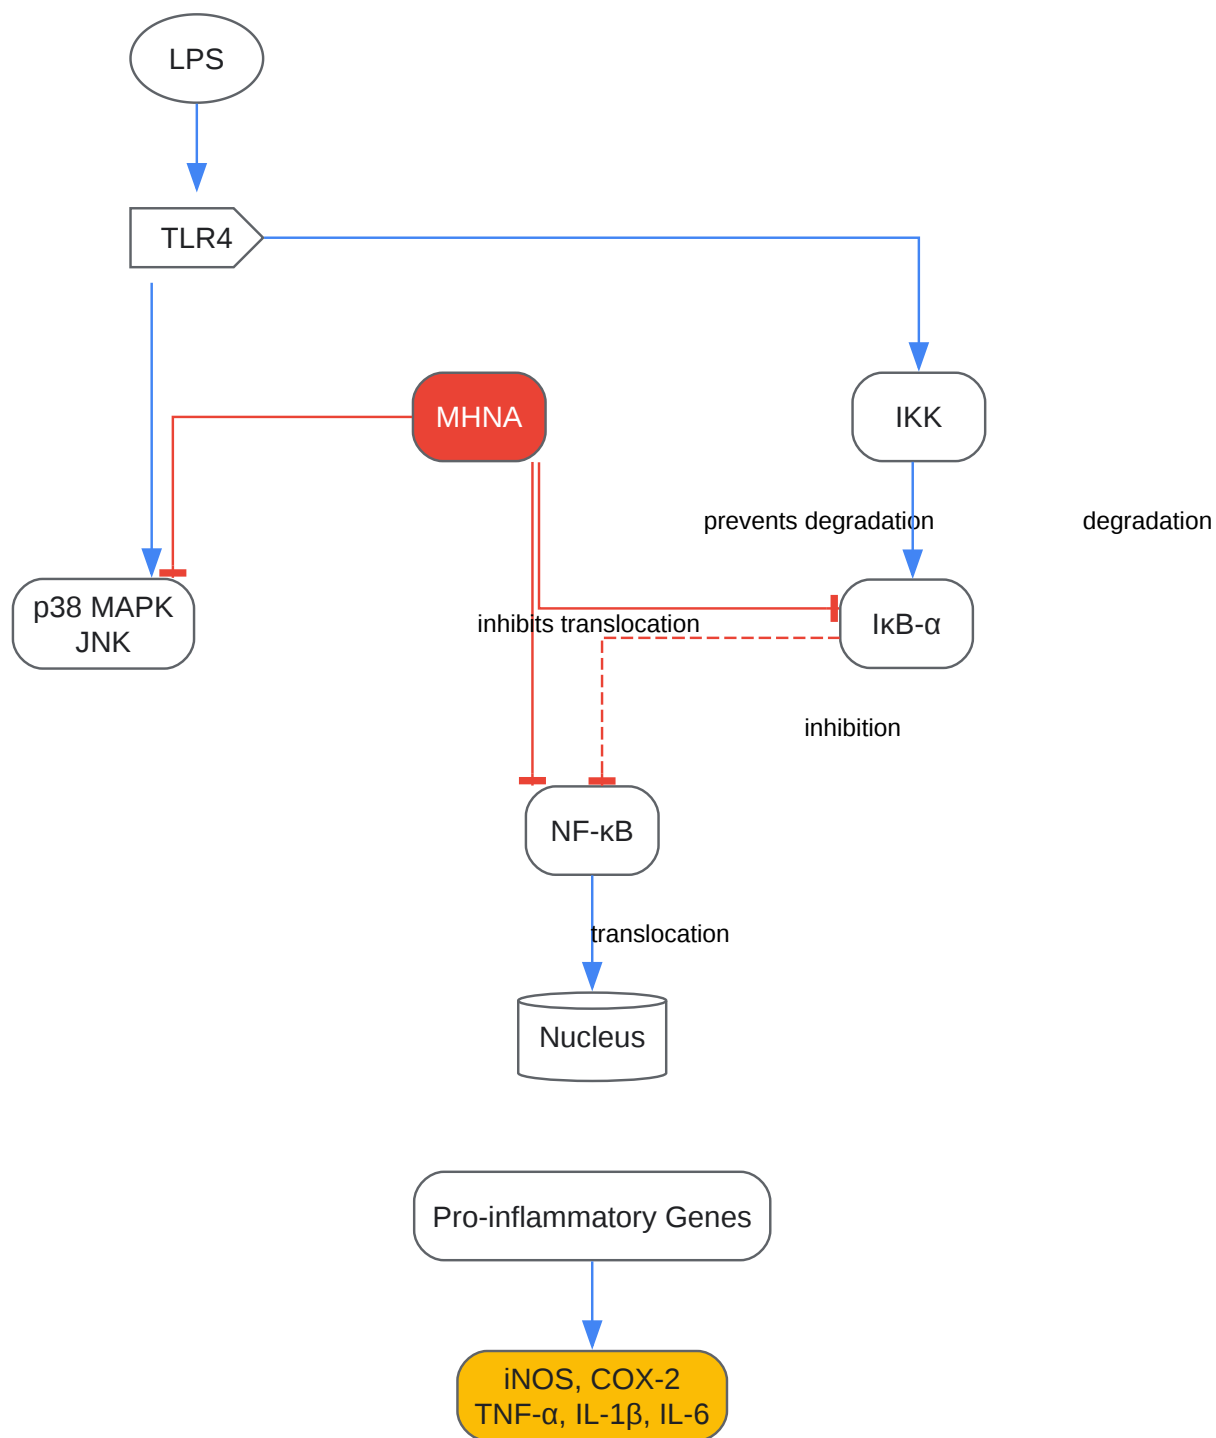 LPS
TLR4
MHNA
IKK
prevents degradation
degradation
p38 MAPK
JNK
inhibits translocation
IκB-α
inhibition
NF-κB
translocation
Nucleus
Pro-inflammatory Genes
iNOS, COX-2
TNF-α, IL-1β, IL-6